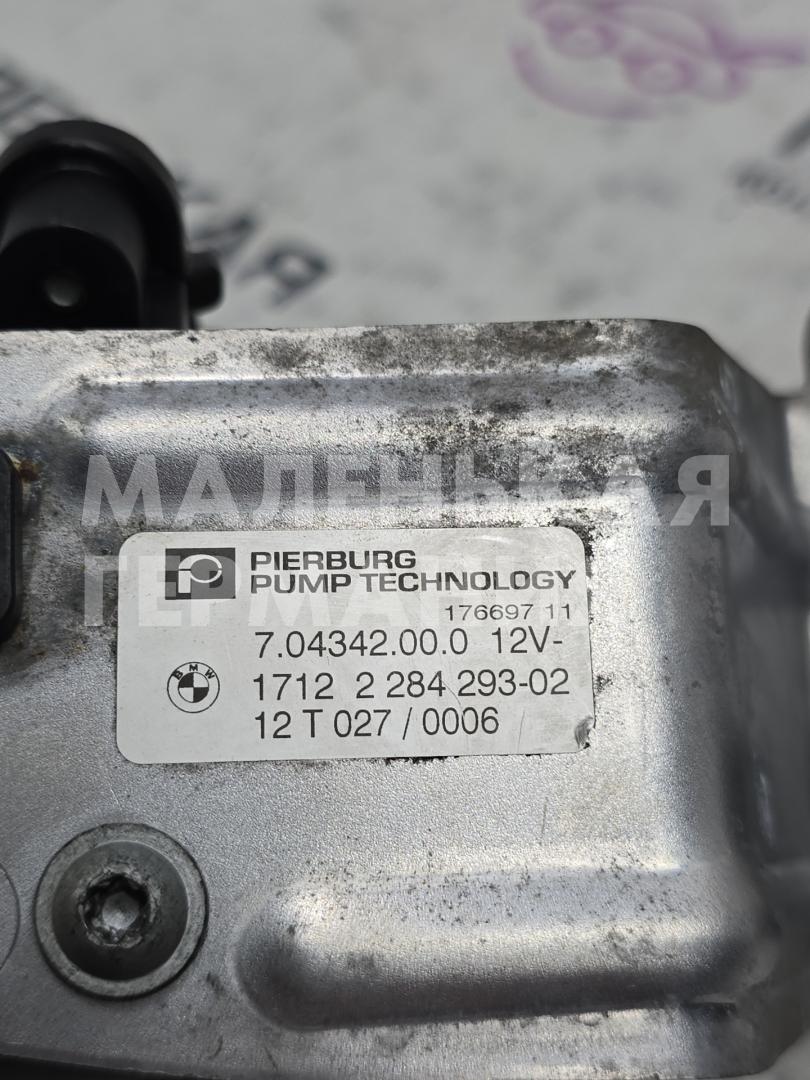 МАЛЕНЬКАЯ
ГЕРМАНИЯ
PIERBURG
PUMP TECHNOLOGY
176697 11
7.04342.00.0 12V-
BMW
1712 2 284 293-02
12 T 027 / 0006